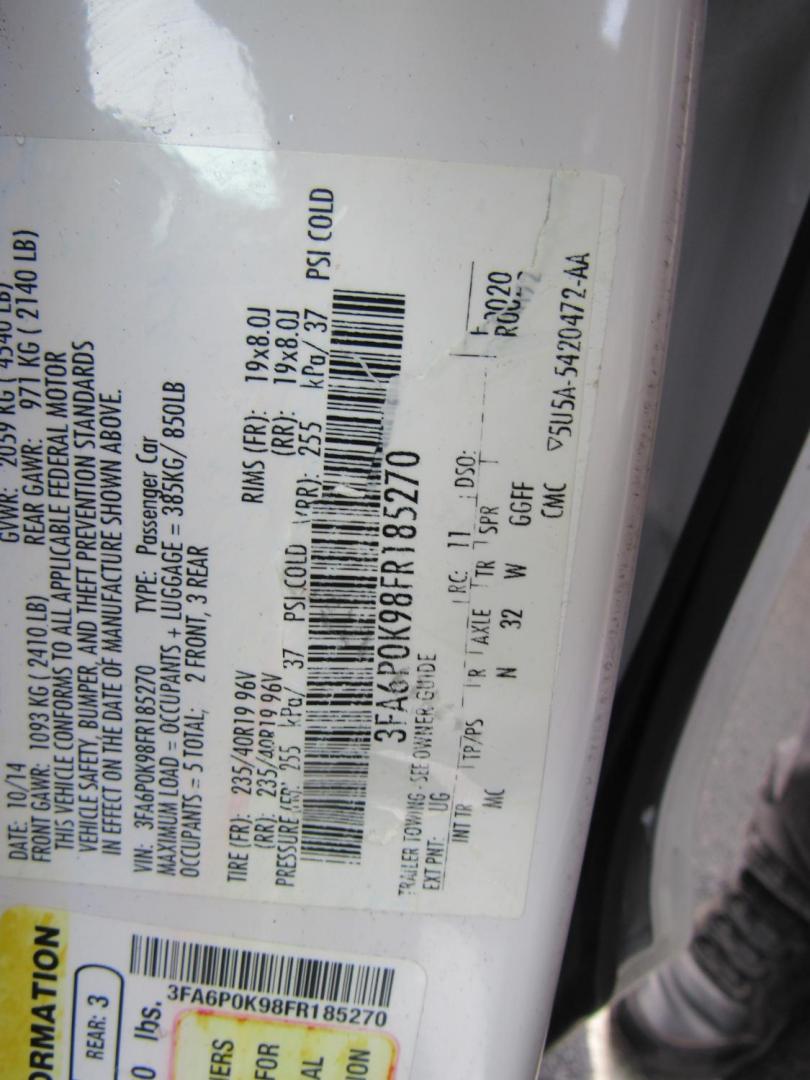 DATE: 10/14 GVWR: 2059 KG ( 4540 LB)
FRONT GAWR: 1093 KG ( 2410 LB) REAR GAWR: 971 KG ( 2140 LB)
THIS VEHICLE CONFORMS TO ALL APPLICABLE FEDERAL MOTOR
VEHICLE SAFETY, BUMPER, AND THEFT PREVENTION STANDARDS
IN EFFECT ON THE DATE OF MANUFACTURE SHOWN ABOVE.
VIN: 3FA6P0K98FR185270 TYPE: Passenger Car
MAXIMUM LOAD = OCCUPANTS + LUGGAGE = 385KG/ 850LB
OCCUPANTS = 5 TOTAL; 2 FRONT, 3 REAR
TIRE (FR): 235/40R19 96V RIMS (FR): 19x8.0J
(RR): 235/40R19 96V (RR): 19x8.0J
PRESSURE (FR): 255 kPa/ 37 PSI COLD (RR): 255 kPa/ 37 PSI COLD
3FA6P0K98FR185270
TRAILER TOWING - SEE OWNER GUIDE
EXT PNT: UG RC: 11 DSO:
INT TR TP/PS R AXLE TR SPR
MC N 32 W GGFF
CMC ▽5U5A-5420472-AA
ORMATION
REAR: 3
0 lbs.
3FA6P0K98FR185270
IERS
FOR
AL
ION